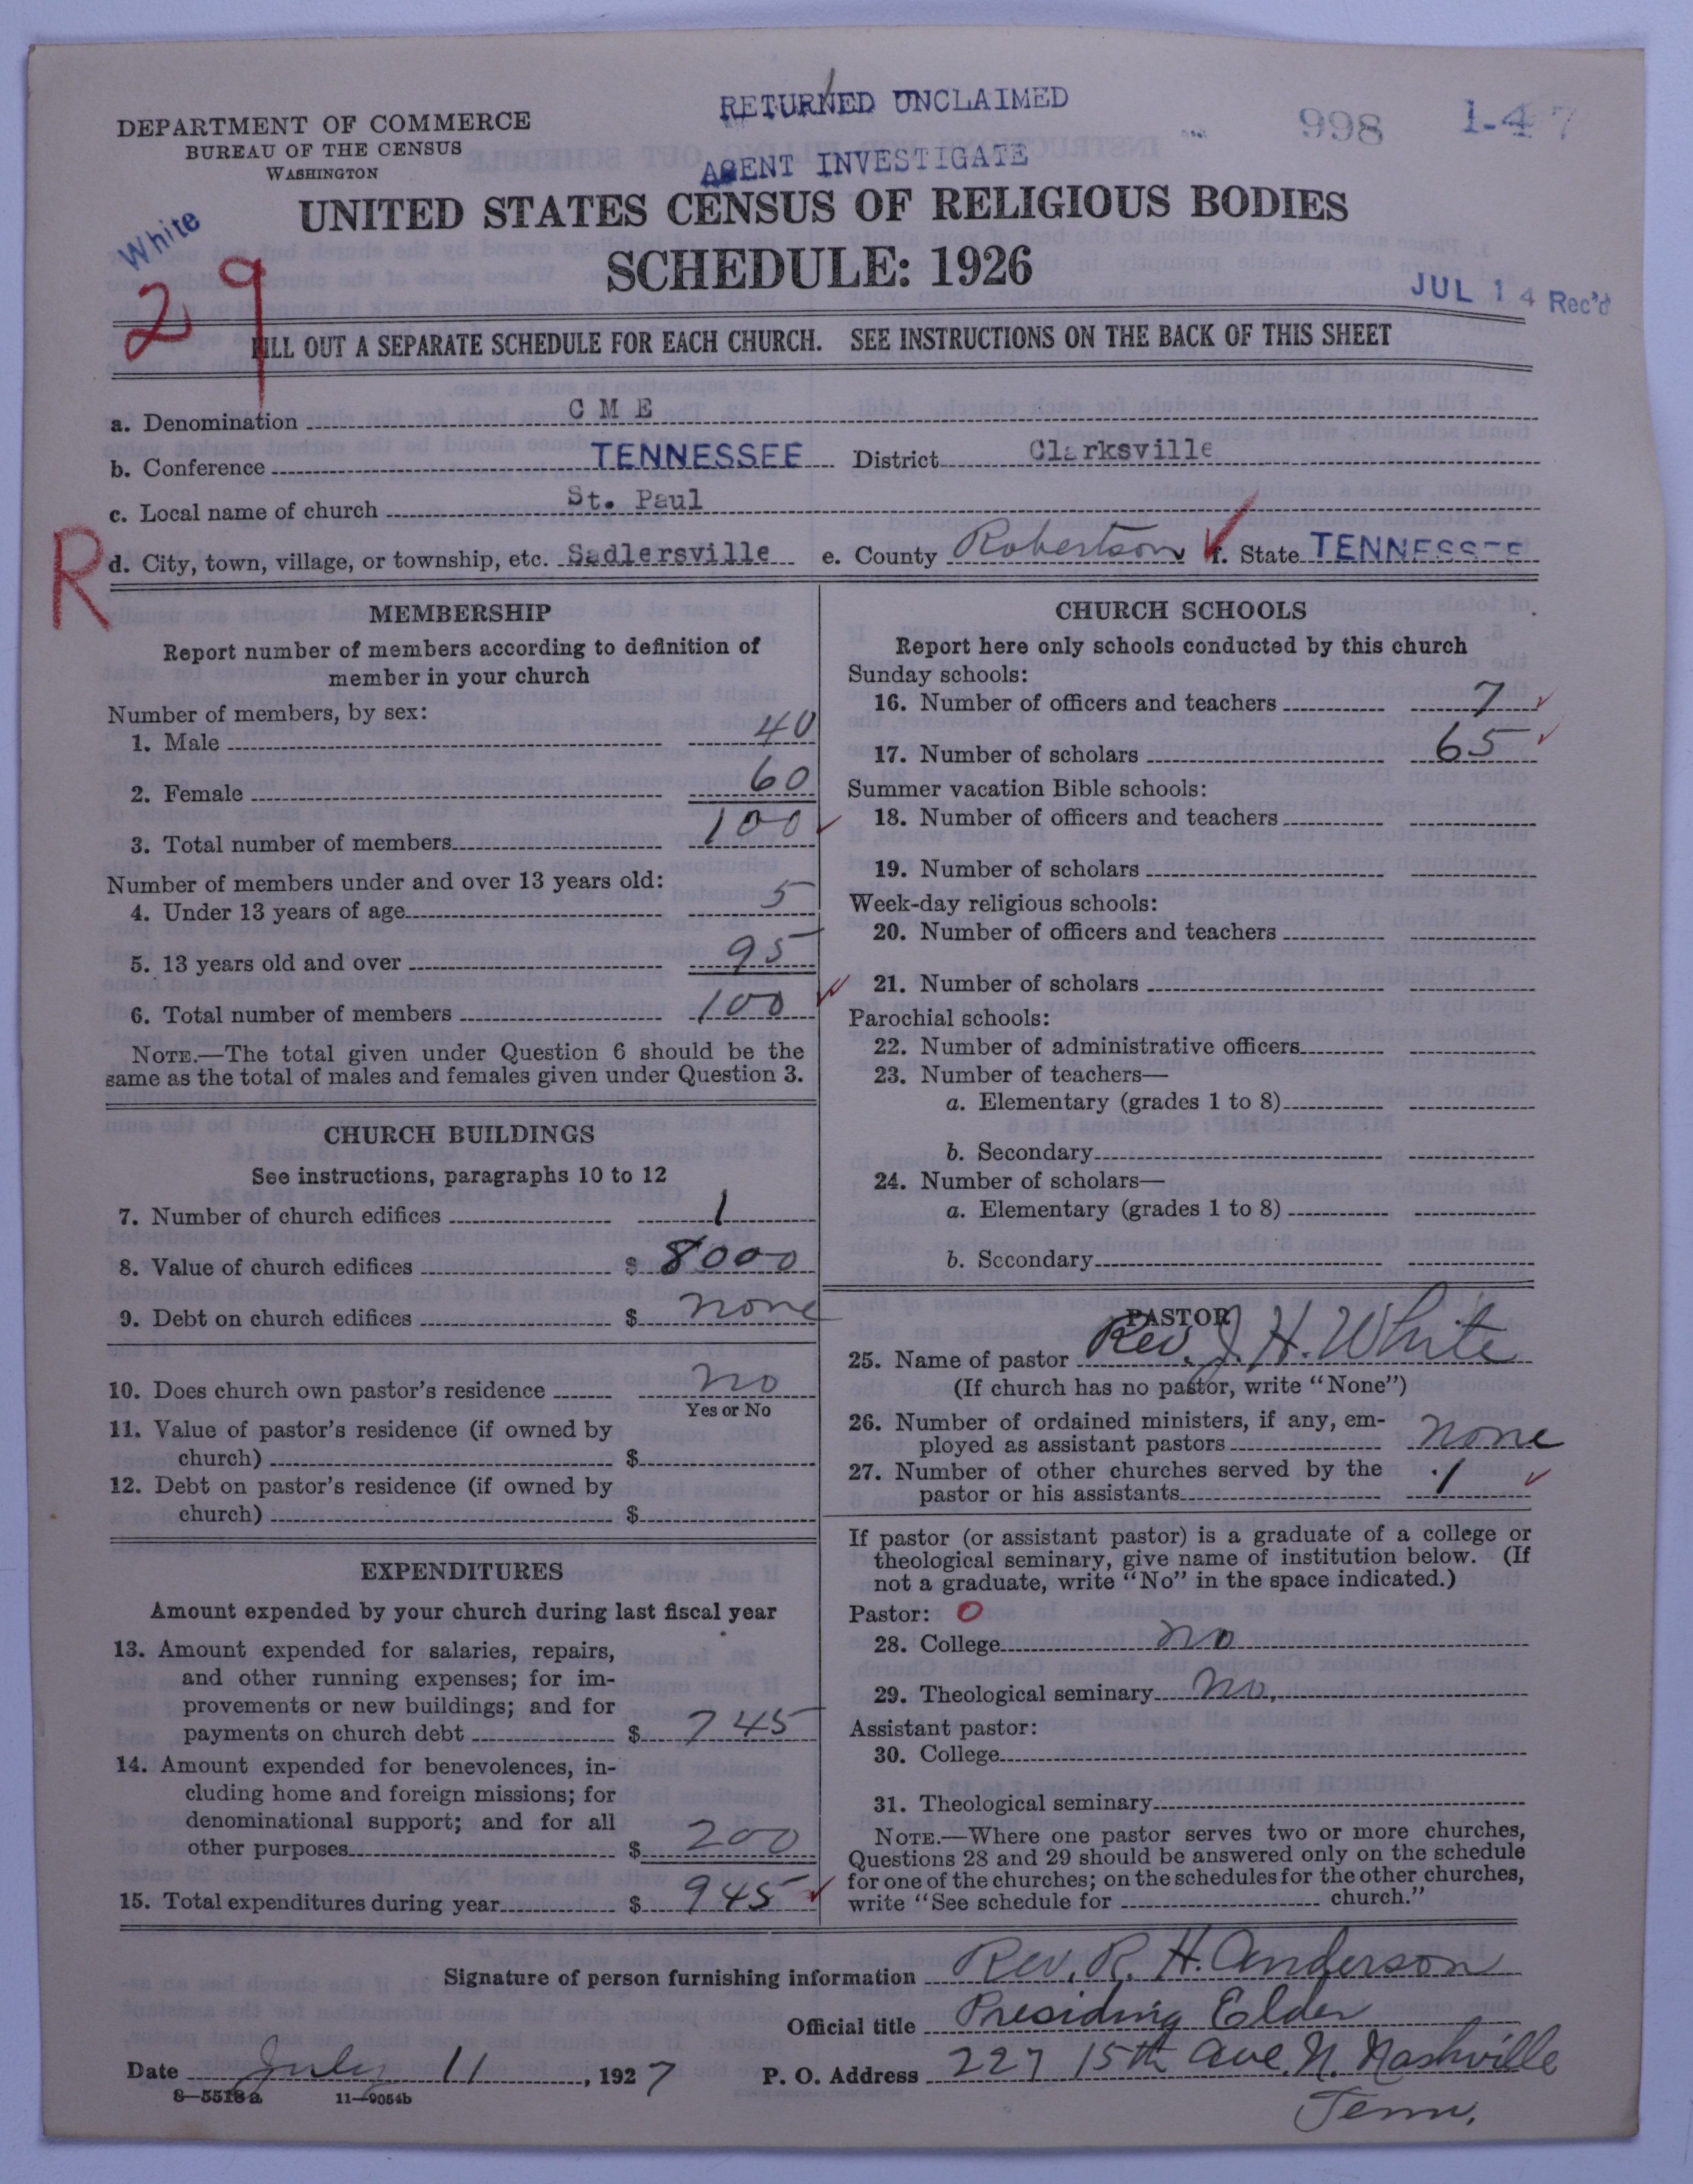 RETURNED UNCLAIMED
AGENT INVESTIGATE
998 1-47
DEPARTMENT OF COMMERCE
BUREAU OF THE CENSUS
WASHINGTON
White
29
UNITED STATES CENSUS OF RELIGIOUS BODIES
SCHEDULE: 1926
JUL 14 Rec'd
FILL OUT A SEPARATE SCHEDULE FOR EACH CHURCH. SEE INSTRUCTIONS ON THE BACK OF THIS SHEET
a. Denomination C M E
b. Conference TENNESSEE District Clarksville
c. Local name of church St. Paul
R
d. City, town, village, or township, etc. Sadlersville e. County Robertson f. State TENNESSEE
MEMBERSHIP
Report number of members according to definition of
member in your church
Number of members, by sex:
1. Male 40
2. Female 60
3. Total number of members 100
Number of members under and over 13 years old:
4. Under 13 years of age 5
5. 13 years old and over 95
6. Total number of members 100
NOTE.—The total given under Question 6 should be the
same as the total of males and females given under Question 3.
CHURCH BUILDINGS
See instructions, paragraphs 10 to 12
7. Number of church edifices 1
8. Value of church edifices $ 8000
9. Debt on church edifices $ none
10. Does church own pastor's residence no
Yes or No
11. Value of pastor's residence (if owned by
church) $
12. Debt on pastor's residence (if owned by
church) $
EXPENDITURES
Amount expended by your church during last fiscal year
13. Amount expended for salaries, repairs,
and other running expenses; for im-
provements or new buildings; and for
payments on church debt $ 745
14. Amount expended for benevolences, in-
cluding home and foreign missions; for
denominational support; and for all
other purposes $ 200
15. Total expenditures during year $ 945
CHURCH SCHOOLS
Report here only schools conducted by this church
Sunday schools:
16. Number of officers and teachers 7
17. Number of scholars 65
Summer vacation Bible schools:
18. Number of officers and teachers
19. Number of scholars
Week-day religious schools:
20. Number of officers and teachers
21. Number of scholars
Parochial schools:
22. Number of administrative officers
23. Number of teachers—
a. Elementary (grades 1 to 8)
b. Secondary
24. Number of scholars—
a. Elementary (grades 1 to 8)
b. Secondary
PASTOR
25. Name of pastor Rev. J. H. White
(If church has no pastor, write "None")
26. Number of ordained ministers, if any, em-
ployed as assistant pastors none
27. Number of other churches served by the
pastor or his assistants 1
If pastor (or assistant pastor) is a graduate of a college or
theological seminary, give name of institution below. (If
not a graduate, write "No" in the space indicated.)
Pastor: 0
28. College no
29. Theological seminary no.
Assistant pastor:
30. College
31. Theological seminary
NOTE.—Where one pastor serves two or more churches,
Questions 28 and 29 should be answered only on the schedule
for one of the churches; on the schedules for the other churches,
write "See schedule for church."
Signature of person furnishing information Rev. R. H. Anderson
Official title Presiding Elder
Date July 11, 1927 P. O. Address 227 15th Ave. N. Nashville
Tenn.
8—5518a 11—9054b